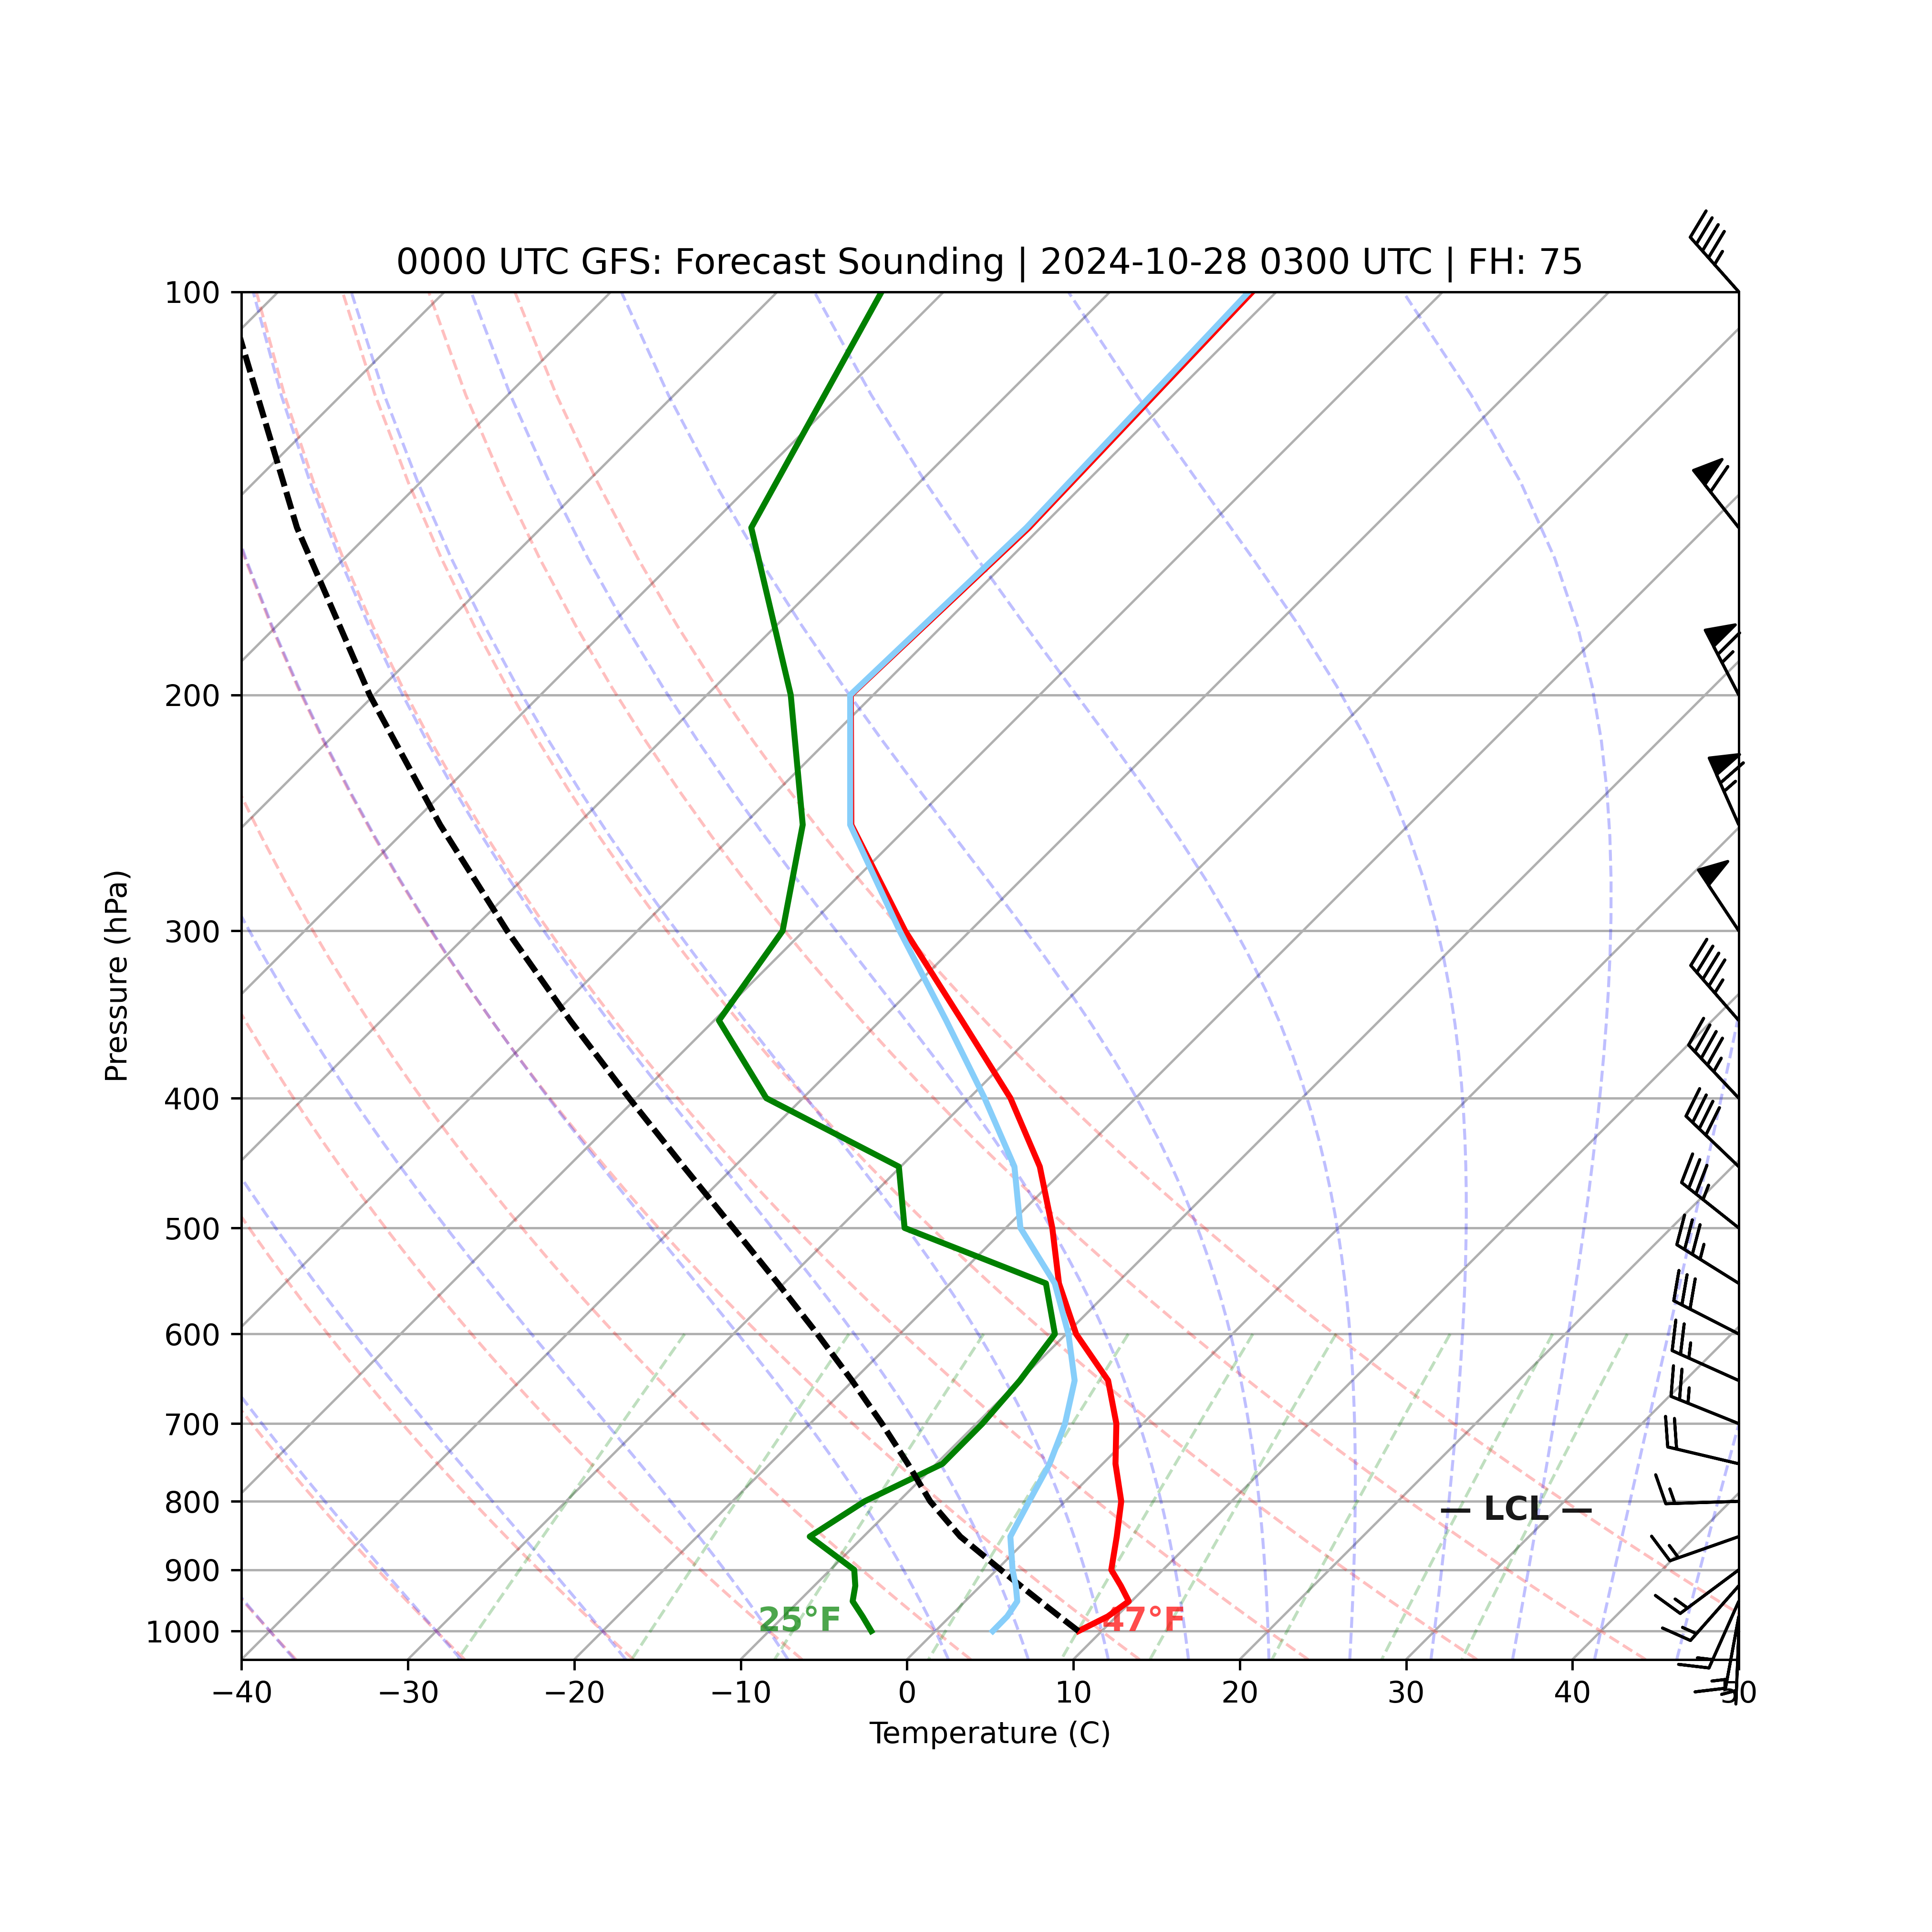 0000 UTC GFS: Forecast Sounding | 2024-10-28 0300 UTC | FH: 75
100
200
300
400
500
600
700
800
900
1000
Pressure (hPa)
— LCL —
25°F
47°F
−40 −30 −20 −10 0 10 20 30 40 50
Temperature (C)